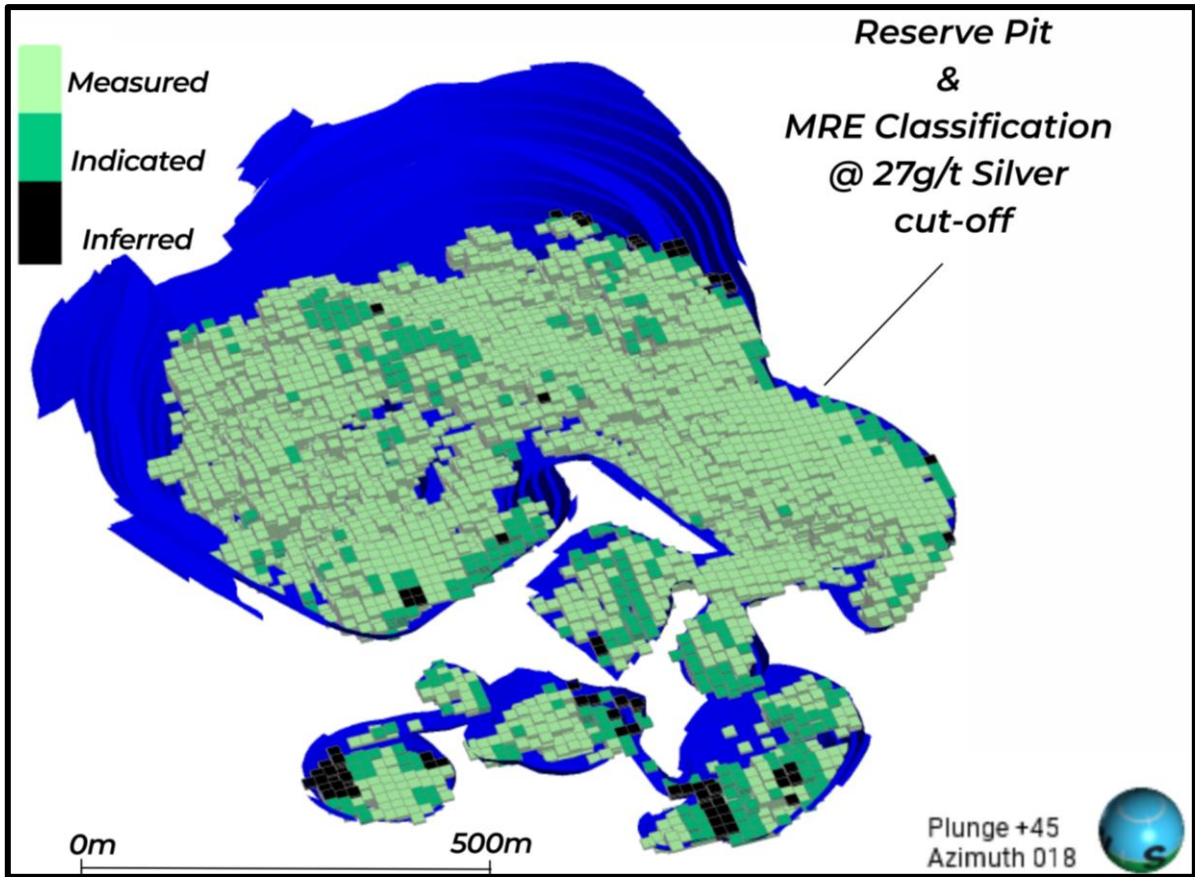 Reserve Pit
&
MRE Classification
@ 27g/t Silver
cut-off
Measured
Indicated
Inferred
0m
500m
Plunge +45
Azimuth 018
L S